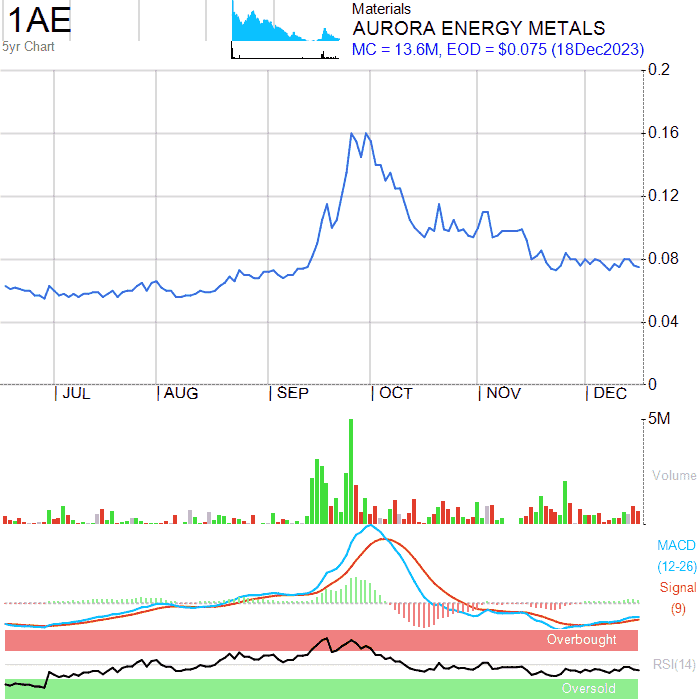 1AE
5yr Chart
Materials
AURORA ENERGY METALS
MC = 13.6M, EOD = $0.075 (18Dec2023)
0.2
0.16
0.12
0.08
0.04
0
JUL AUG SEP OCT NOV DEC
5M
Volume
MACD
(12-26)
Signal
(9)
Overbought
RSI(14)
Oversold